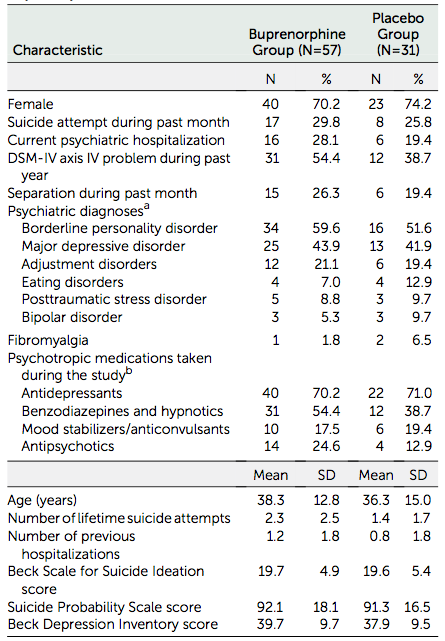 Characteristic Buprenorphine Group (N=57) Placebo Group (N=31)
N % N %
Female 40 70.2 23 74.2
Suicide attempt during past month 17 29.8 8 25.8
Current psychiatric hospitalization 16 28.1 6 19.4
DSM-IV axis IV problem during past year 31 54.4 12 38.7
Separation during past month 15 26.3 6 19.4
Psychiatric diagnosesa
Borderline personality disorder 34 59.6 16 51.6
Major depressive disorder 25 43.9 13 41.9
Adjustment disorders 12 21.1 6 19.4
Eating disorders 4 7.0 4 12.9
Posttraumatic stress disorder 5 8.8 3 9.7
Bipolar disorder 3 5.3 3 9.7
Fibromyalgia 1 1.8 2 6.5
Psychotropic medications taken during the studyb
Antidepressants 40 70.2 22 71.0
Benzodiazepines and hypnotics 31 54.4 12 38.7
Mood stabilizers/anticonvulsants 10 17.5 6 19.4
Antipsychotics 14 24.6 4 12.9
Mean SD Mean SD
Age (years) 38.3 12.8 36.3 15.0
Number of lifetime suicide attempts 2.3 2.5 1.4 1.7
Number of previous hospitalizations 1.2 1.8 0.8 1.8
Beck Scale for Suicide Ideation score 19.7 4.9 19.6 5.4
Suicide Probability Scale score 92.1 18.1 91.3 16.5
Beck Depression Inventory score 39.7 9.7 37.9 9.5